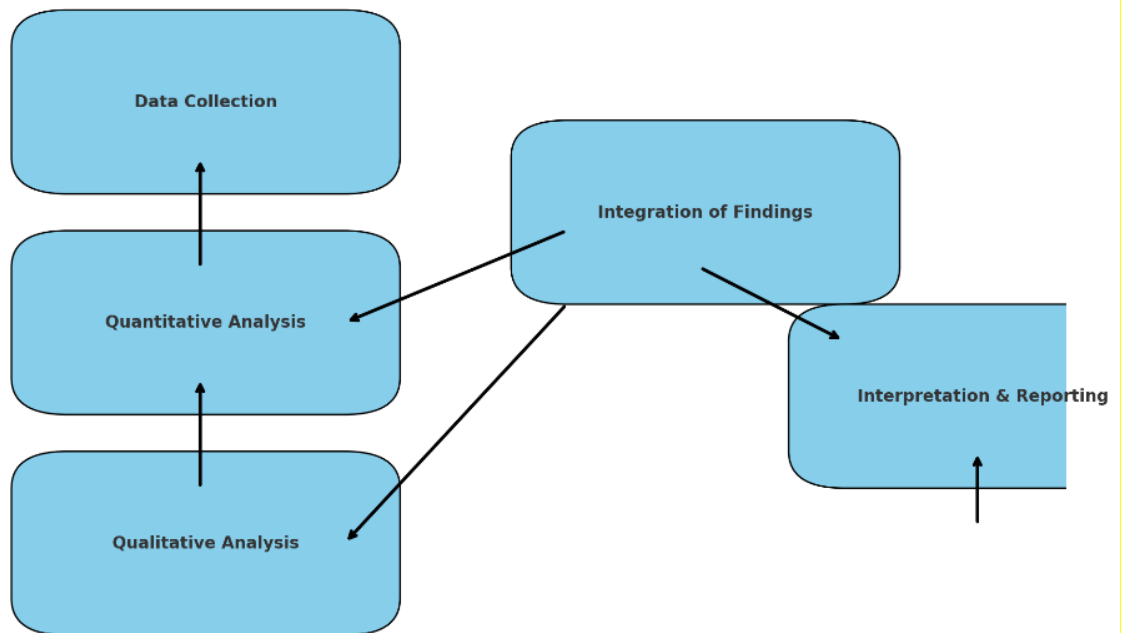 Data Collection
Integration of Findings
Quantitative Analysis
Interpretation & Reporting
Qualitative Analysis